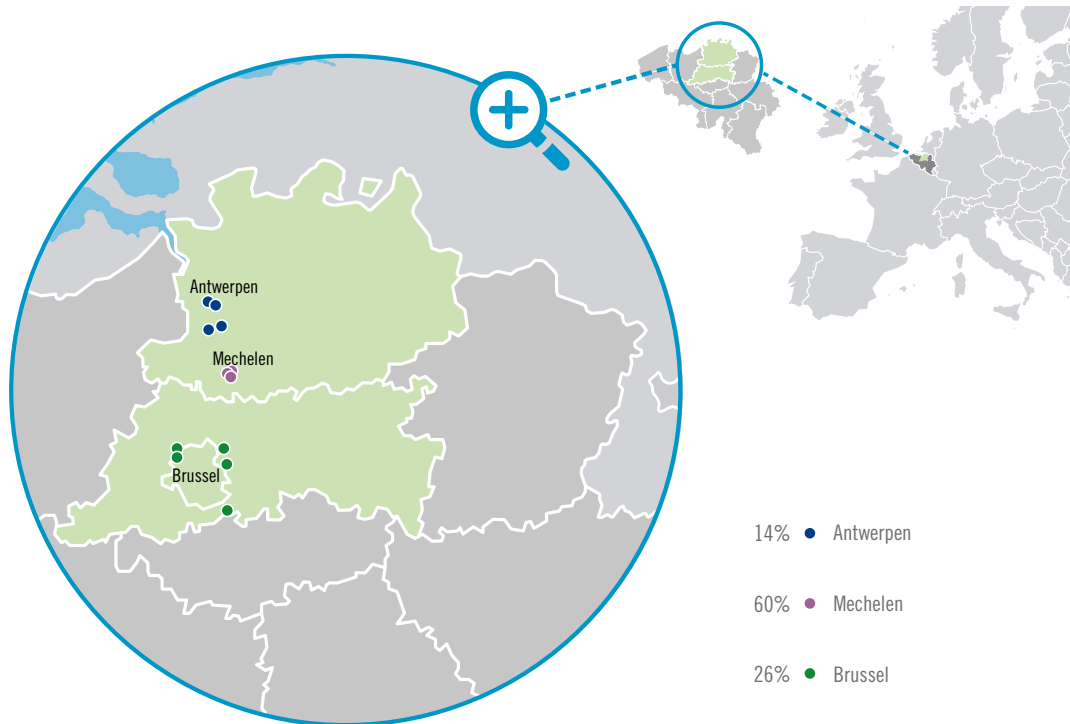 Antwerpen
Mechelen
Brussel
14% Antwerpen
60% Mechelen
26% Brussel